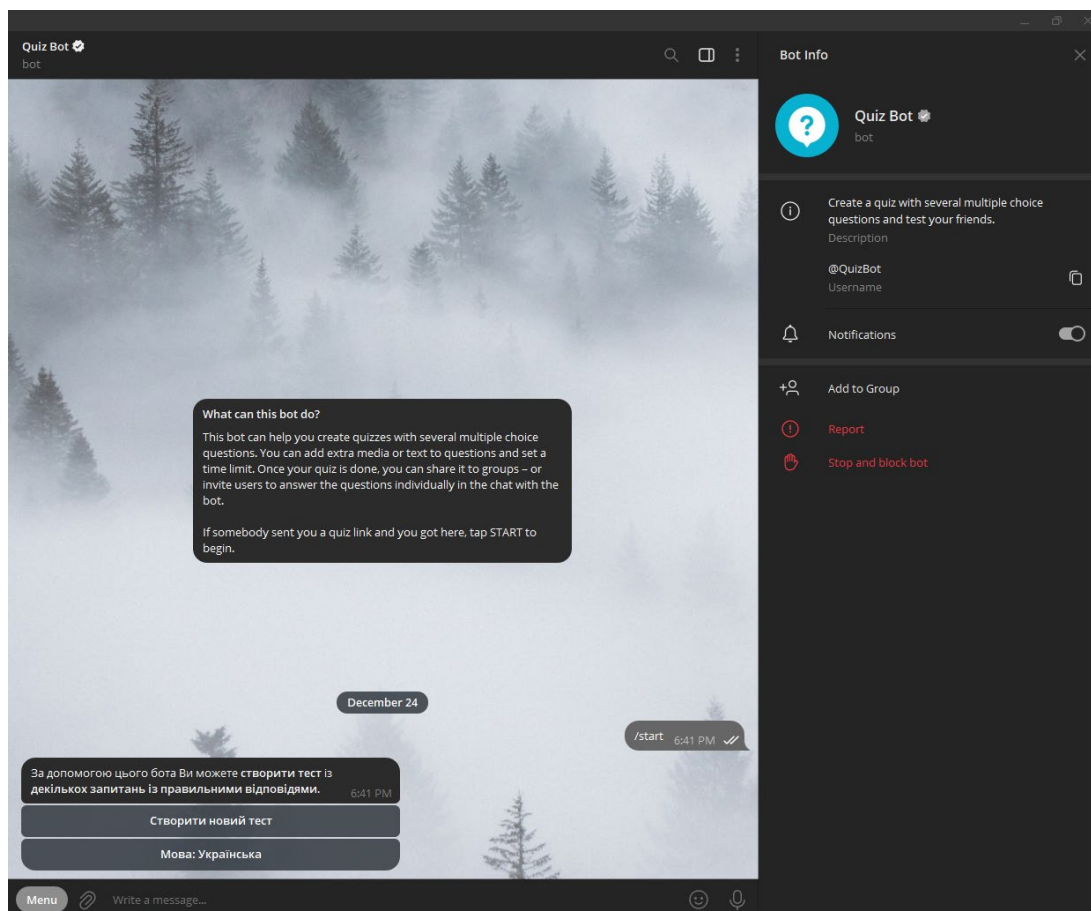 Quiz Bot
bot
Bot Info
Quiz Bot
bot
Create a quiz with several multiple choice
questions and test your friends.
Description
@QuizBot
Username
Notifications
Add to Group
Report
Stop and block bot
What can this bot do?
This bot can help you create quizzes with several multiple choice
questions. You can add extra media or text to questions and set a
time limit. Once your quiz is done, you can share it to groups – or
invite users to answer the questions individually in the chat with the
bot.
If somebody sent you a quiz link and you got here, tap START to
begin.
December 24
/start 6:41 PM
За допомогою цього бота Ви можете створити тест із
декількох запитань із правильними відповідями. 6:41 PM
Створити новий тест
Мова: Українська
Menu
Write a message...